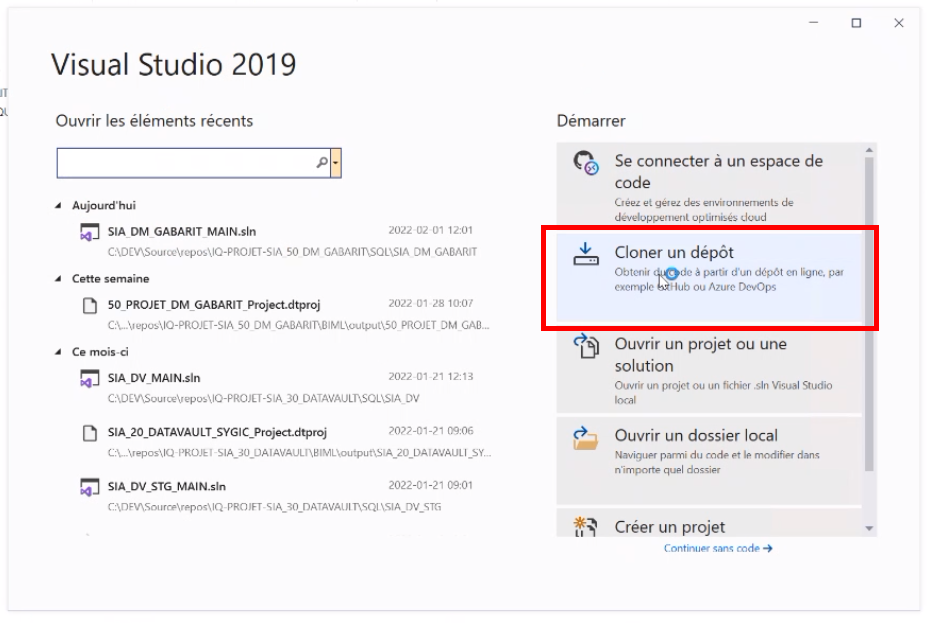 Visual Studio 2019
Ouvrir les éléments récents
Aujourd'hui
SIA_DM_GABARIT_MAIN.sln 2022-02-01 12:01
C:\DEV\Source\repos\IQ-PROJET-SIA_50_DM_GABARIT\SQL\SIA_DM_GABARIT
Cette semaine
50_PROJET_DM_GABARIT_Project.dtproj 2022-01-28 10:07
C:\...\repos\IQ-PROJET-SIA_50_DM_GABARIT\BIML\output\50_PROJET_DM_GAB...
Ce mois-ci
SIA_DV_MAIN.sln 2022-01-21 12:13
C:\DEV\Source\repos\IQ-PROJET-SIA_30_DATAVAULT\SQL\SIA_DV
SIA_20_DATAVAULT_SYGIC_Project.dtproj 2022-01-21 09:06
C:\...\repos\IQ-PROJET-SIA_30_DATAVAULT\BIML\output\SIA_20_DATAVAULT_SY...
SIA_DV_STG_MAIN.sln 2022-01-21 09:01
C:\DEV\Source\repos\IQ-PROJET-SIA_30_DATAVAULT\SQL\SIA_DV_STG
Démarrer
Se connecter à un espace de
code
Créez et gérez des environnements de
développement optimisés cloud
Cloner un dépôt
Obtenir du code à partir d'un dépôt en ligne, par
exemple GitHub ou Azure DevOps
Ouvrir un projet ou une
solution
Ouvrir un projet ou un fichier .sln Visual Studio
local
Ouvrir un dossier local
Naviguer parmi du code et le modifier dans
n'importe quel dossier
Créer un projet
Continuer sans code →